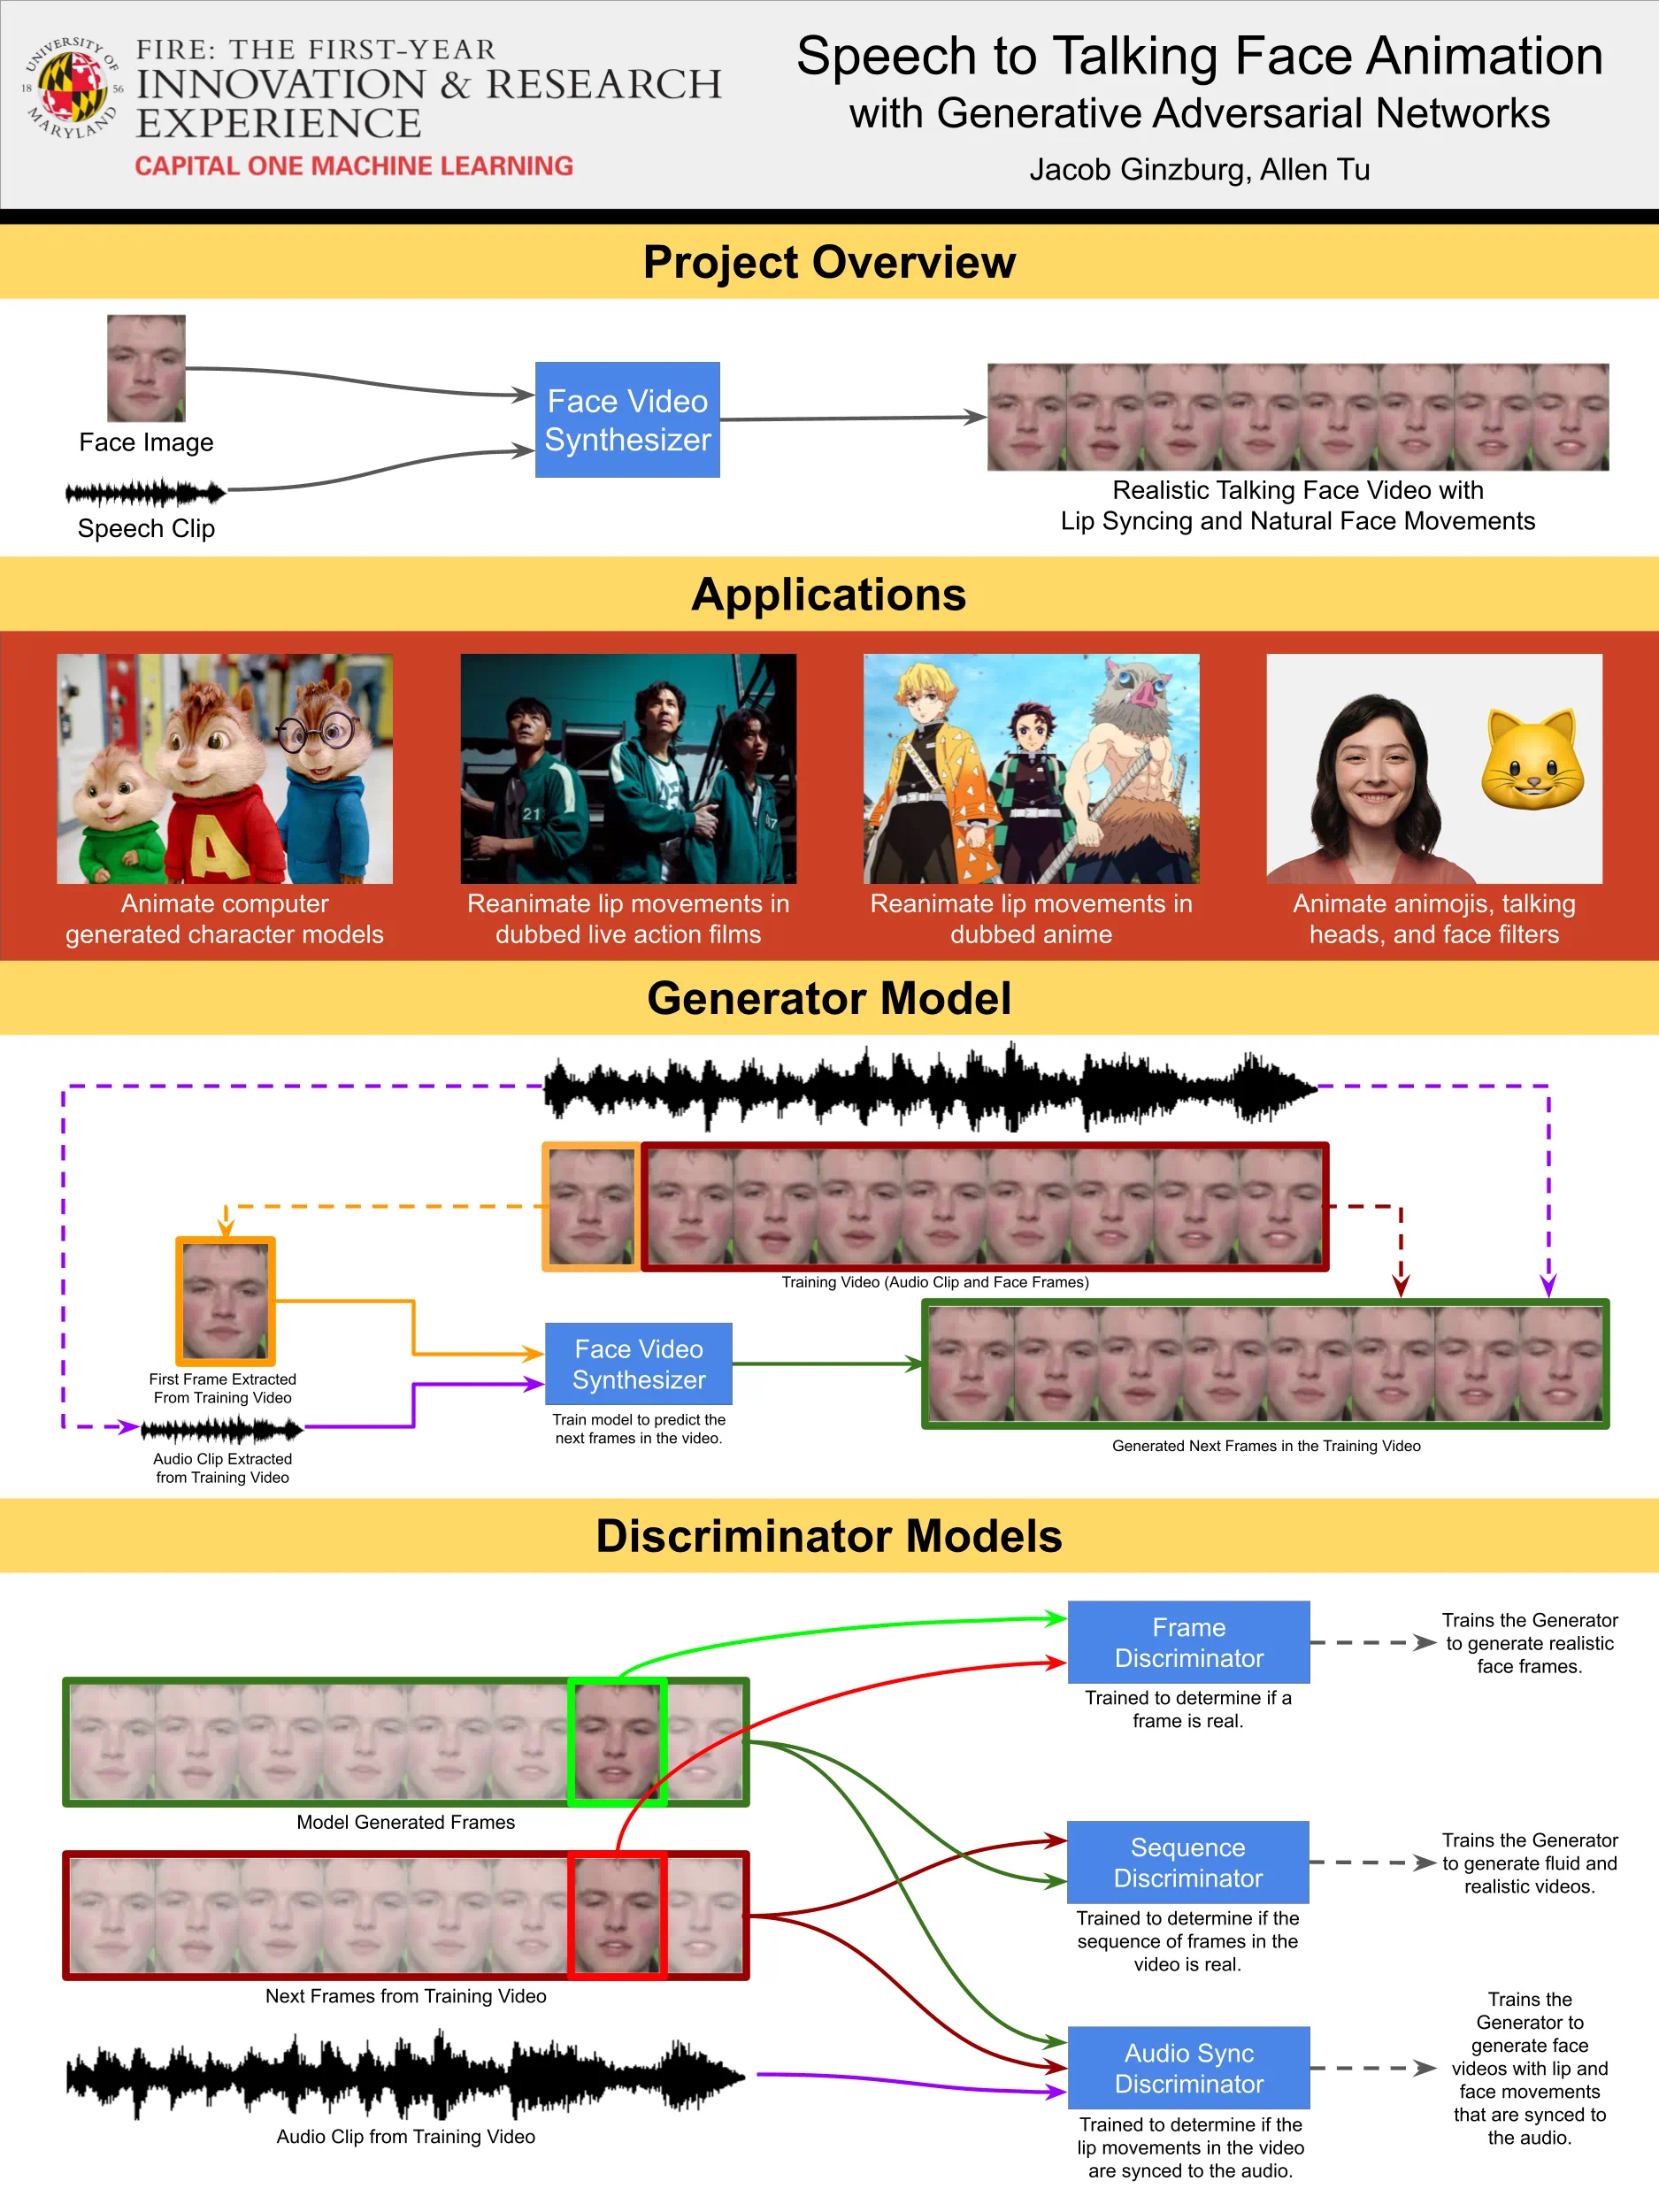 UNIVERSITY OF
18 56
MARYLAND
FIRE: THE FIRST-YEAR
INNOVATION & RESEARCH
EXPERIENCE
CAPITAL ONE MACHINE LEARNING
Speech to Talking Face Animation
with Generative Adversarial Networks
Jacob Ginzburg, Allen Tu
Project Overview
Face Image
Speech Clip
Face Video
Synthesizer
Realistic Talking Face Video with
Lip Syncing and Natural Face Movements
Applications
A
21
Animate computer
generated character models
Reanimate lip movements in
dubbed live action films
Reanimate lip movements in
dubbed anime
Animate animojis, talking
heads, and face filters
Generator Model
Training Video (Audio Clip and Face Frames)
First Frame Extracted
From Training Video
Audio Clip Extracted
from Training Video
Face Video
Synthesizer
Train model to predict the
next frames in the video.
Generated Next Frames in the Training Video
Discriminator Models
Model Generated Frames
Next Frames from Training Video
Audio Clip from Training Video
Frame
Discriminator
Trained to determine if a
frame is real.
Trains the Generator
to generate realistic
face frames.
Sequence
Discriminator
Trained to determine if the
sequence of frames in the
video is real.
Trains the Generator
to generate fluid and
realistic videos.
Audio Sync
Discriminator
Trained to determine if the
lip movements in the video
are synced to the audio.
Trains the
Generator to
generate face
videos with lip and
face movements
that are synced to
the audio.